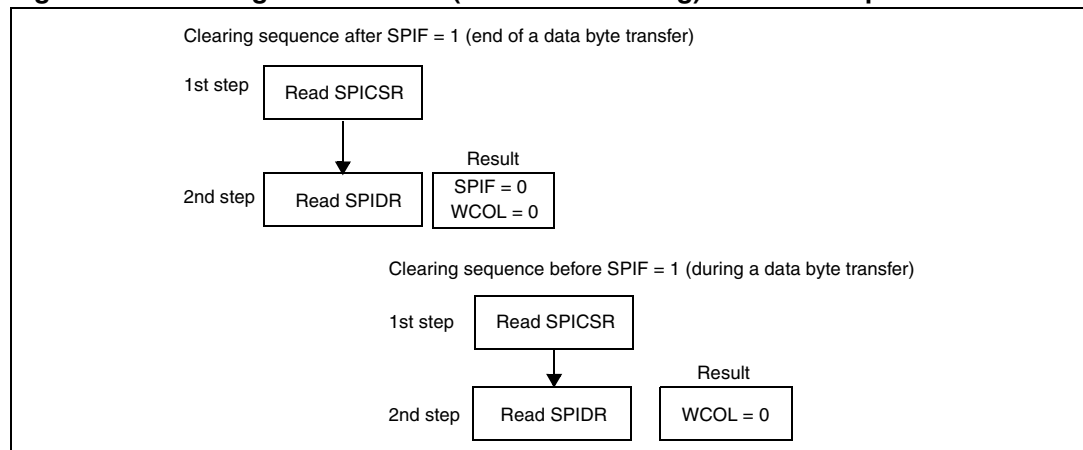 Clearing sequence after SPIF = 1 (end of a data byte transfer)
1st step
Read SPICSR
Result
2nd step
Read SPIDR
SPIF = 0
WCOL = 0
Clearing sequence before SPIF = 1 (during a data byte transfer)
1st step
Read SPICSR
Result
2nd step
Read SPIDR
WCOL = 0